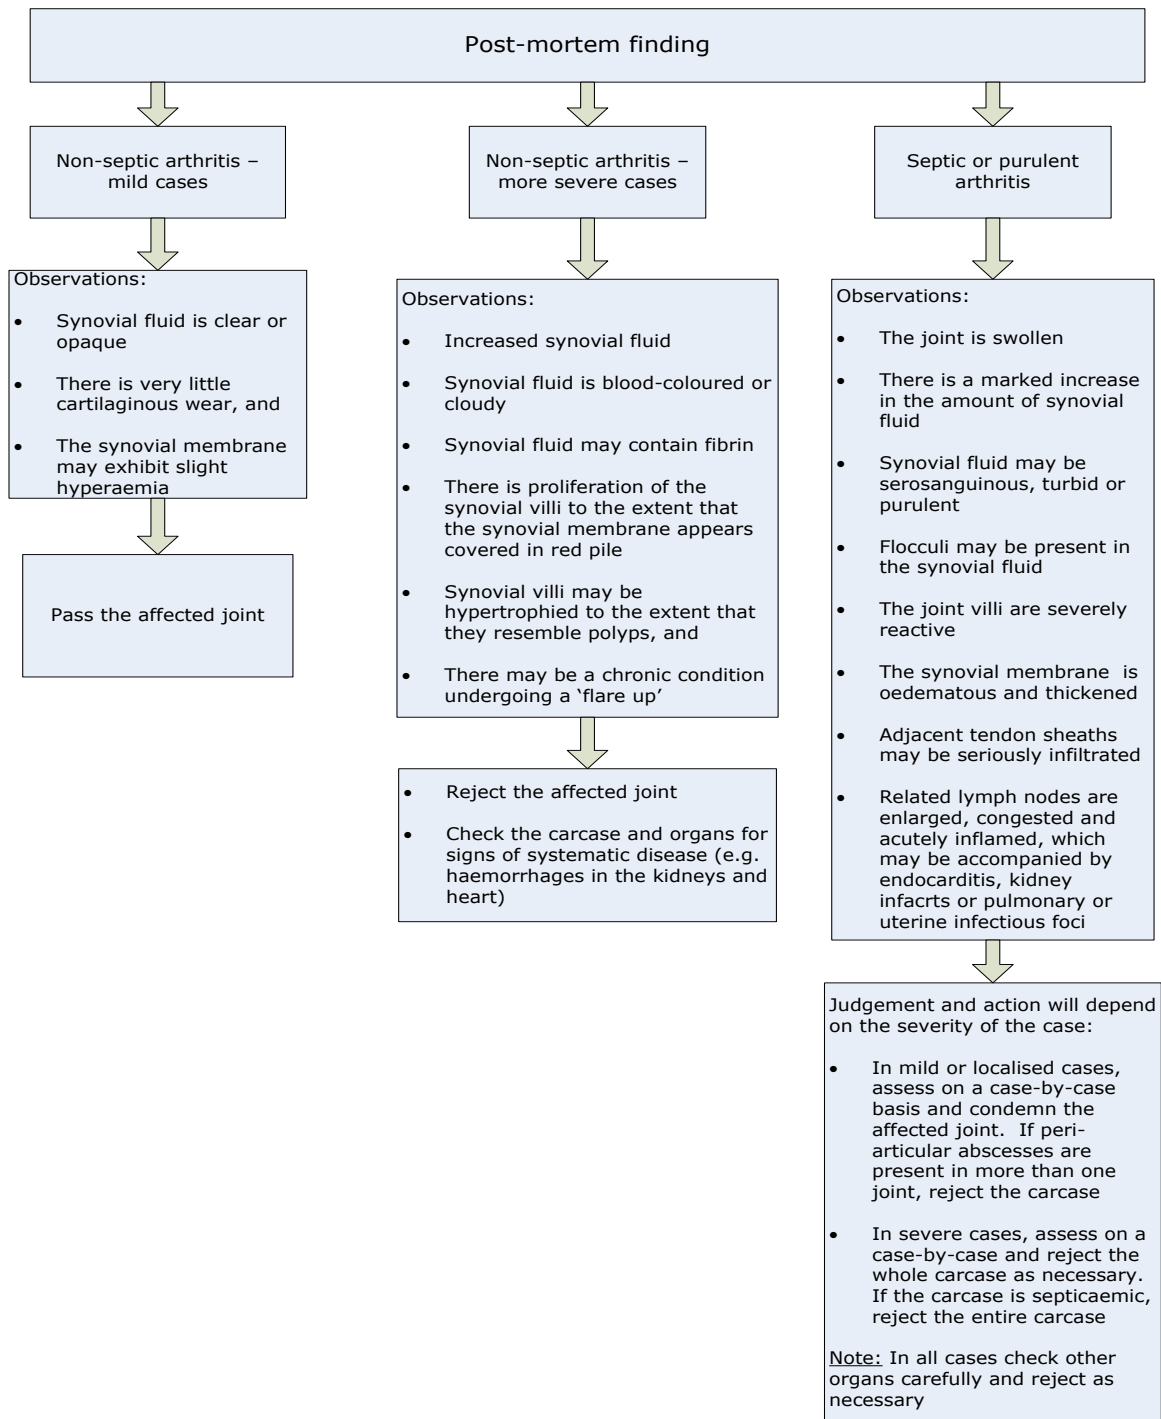 Post-mortem finding
Non-septic arthritis –
mild cases
Non-septic arthritis –
more severe cases
Septic or purulent
arthritis
Observations:
• Synovial fluid is clear or
opaque
• There is very little
cartilaginous wear, and
• The synovial membrane
may exhibit slight
hyperaemia
Pass the affected joint
Observations:
• Increased synovial fluid
• Synovial fluid is blood-coloured or
cloudy
• Synovial fluid may contain fibrin
• There is proliferation of the
synovial villi to the extent that
the synovial membrane appears
covered in red pile
• Synovial villi may be
hypertrophied to the extent that
they resemble polyps, and
• There may be a chronic condition
undergoing a ‘flare up’
• Reject the affected joint
• Check the carcase and organs for
signs of systematic disease (e.g.
haemorrhages in the kidneys and
heart)
Observations:
• The joint is swollen
• There is a marked increase
in the amount of synovial
fluid
• Synovial fluid may be
serosanguinous, turbid or
purulent
• Flocculi may be present in
the synovial fluid
• The joint villi are severely
reactive
• The synovial membrane is
oedematous and thickened
• Adjacent tendon sheaths
may be seriously infiltrated
• Related lymph nodes are
enlarged, congested and
acutely inflamed, which
may be accompanied by
endocarditis, kidney
infacrts or pulmonary or
uterine infectious foci
Judgement and action will depend
on the severity of the case:
• In mild or localised cases,
assess on a case-by-case
basis and condemn the
affected joint. If peri-
articular abscesses are
present in more than one
joint, reject the carcase
• In severe cases, assess on a
case-by-case and reject the
whole carcase as necessary.
If the carcase is septicaemic,
reject the entire carcase
Note: In all cases check other
organs carefully and reject as
necessary